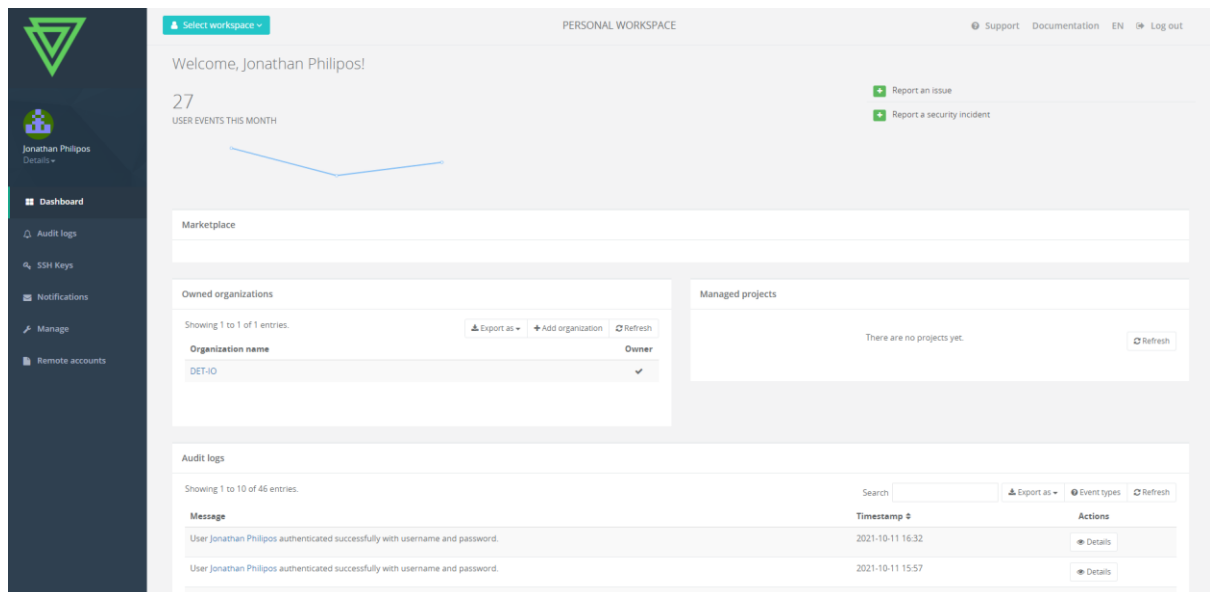 Select workspace
PERSONAL WORKSPACE
Support Documentation EN Log out
Welcome, Jonathan Philipos!
27
USER EVENTS THIS MONTH
Report an issue
Report a security incident
Jonathan Philipos
Details
Dashboard
Audit logs
SSH Keys
Notifications
Manage
Remote accounts
Marketplace
Owned organizations
Showing 1 to 1 of 1 entries.
Export as +Add organization Refresh
Organization name Owner
DET-IO
Managed projects
There are no projects yet.
Refresh
Audit logs
Showing 1 to 10 of 46 entries.
Search Export as Event types Refresh
Message Timestamp Actions
User Jonathan Philipos authenticated successfully with username and password. 2021-10-11 16:32 Details
User Jonathan Philipos authenticated successfully with username and password. 2021-10-11 15:57 Details